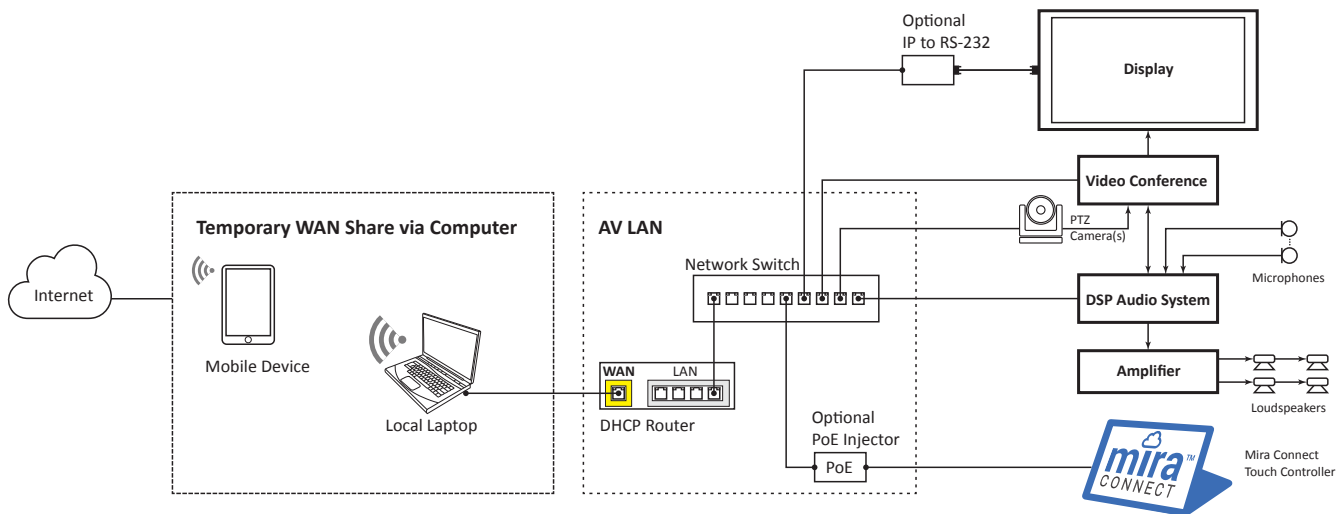 Optional
IP to RS-232
Display
Video Conference
Temporary WAN Share via Computer
AV LAN
PTZ
Camera(s)
Network Switch
Microphones
Internet
DSP Audio System
Mobile Device
WAN
LAN
Amplifier
Local Laptop
DHCP Router
Loudspeakers
Optional
PoE Injector
PoE
mira™
CONNECT
Mira Connect
Touch Controller